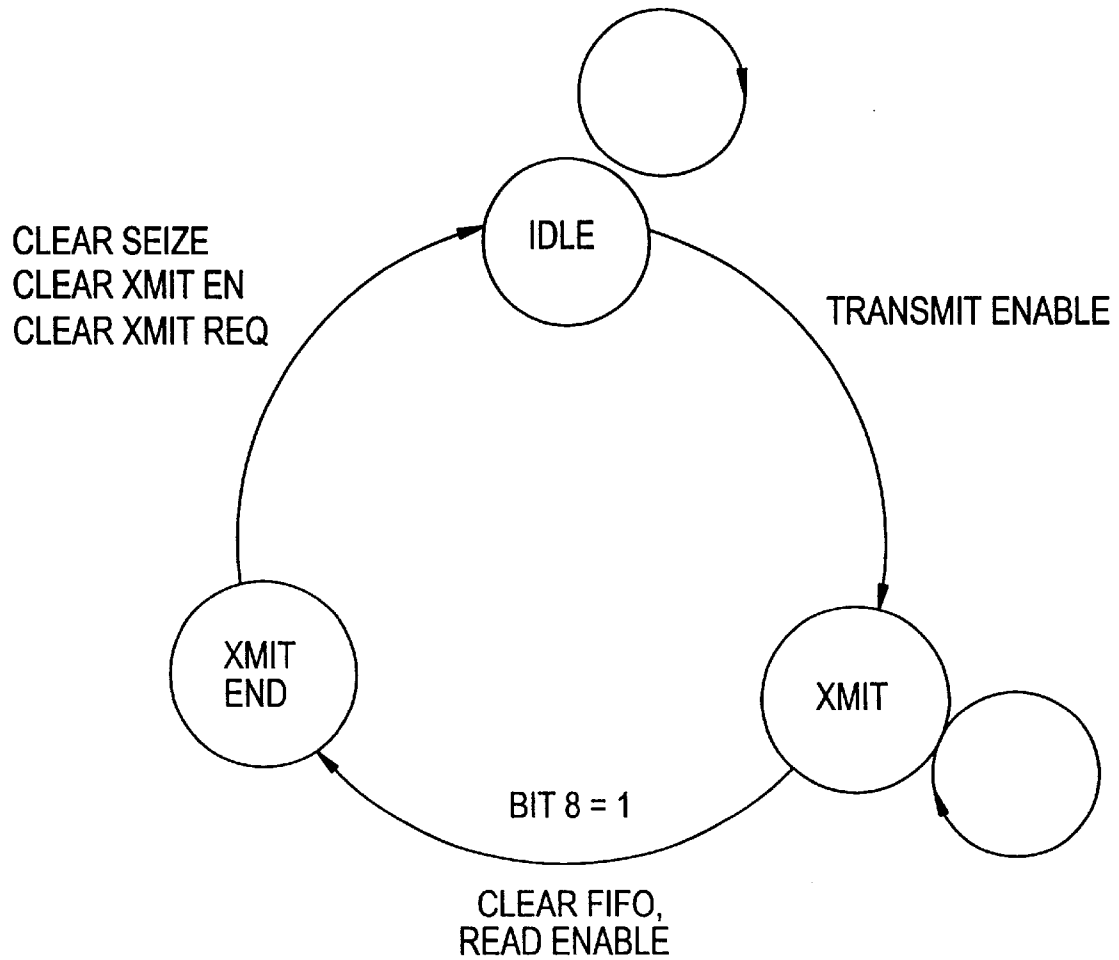 IDLE
CLEAR SEIZE
CLEAR XMIT EN
CLEAR XMIT REQ
TRANSMIT ENABLE
XMIT
END
XMIT
BIT 8 = 1
CLEAR FIFO,
READ ENABLE